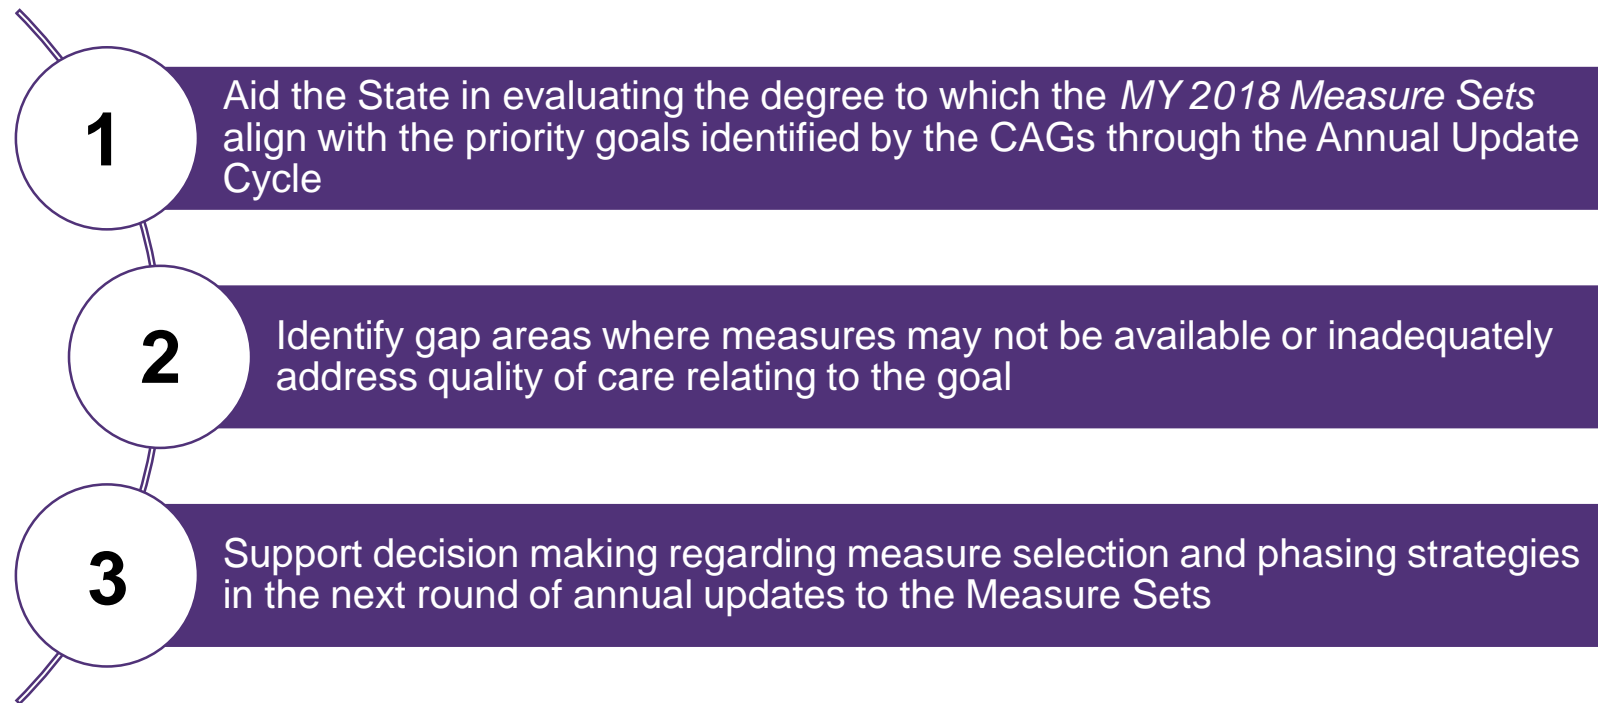 1
Aid the State in evaluating the degree to which the MY 2018 Measure Sets
align with the priority goals identified by the CAGs through the Annual Update
Cycle
2
Identify gap areas where measures may not be available or inadequately
address quality of care relating to the goal
3
Support decision making regarding measure selection and phasing strategies
in the next round of annual updates to the Measure Sets